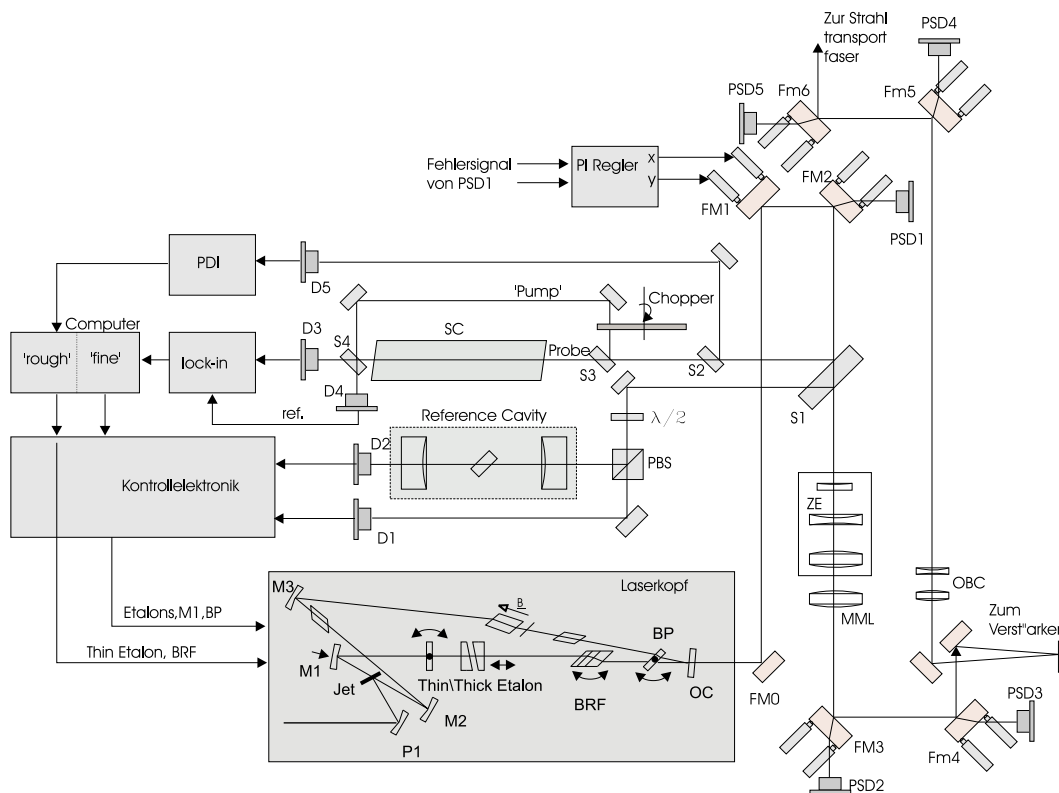 Zur Strahl
transport
faser
PSD4
Fm6
Fm5
PSD5
Fehlersignal
von PSD1
PI Regler
x
y
FM1
FM2
PSD1
PDI
D5
'Pump'
Chopper
Computer
'rough'
'fine'
lock-in
D3
S4
SC
Probe
S3
S2
S1
D4
ref.
Reference Cavity
λ/2
D2
PBS
Kontrollelektronik
D1
ZE
MML
OBC
Zum
Verst"arker
Laserkopf
M3
B
Etalons,M1,BP
Thin Etalon, BRF
M1
Jet
Thin\Thick Etalon
BP
BRF
OC
M2
P1
FM0
FM3
Fm4
PSD3
PSD2